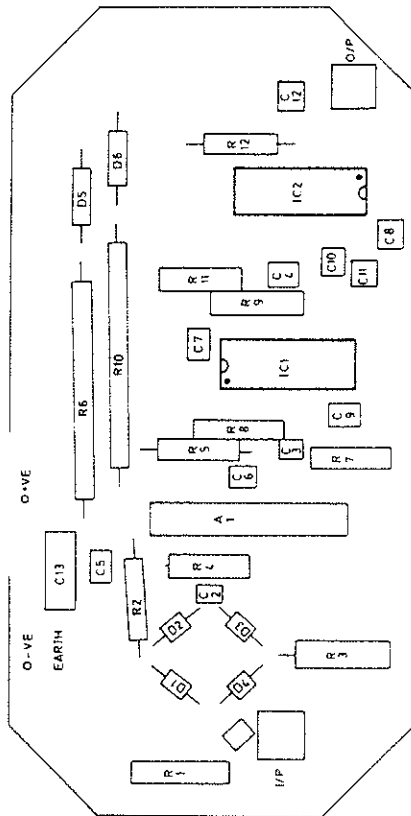 O-VE
O+VE
EARTH
C13
R6
D5
C5
R10
D6
R2
D1
D2
R1
R4
R5
C7
R11
C2
A1
R8
R12
D4
D3
C6
R9
IC1
C3
C4
IC2
C12
I/P
R3
R7
C9
C10
C11
C8
O/P